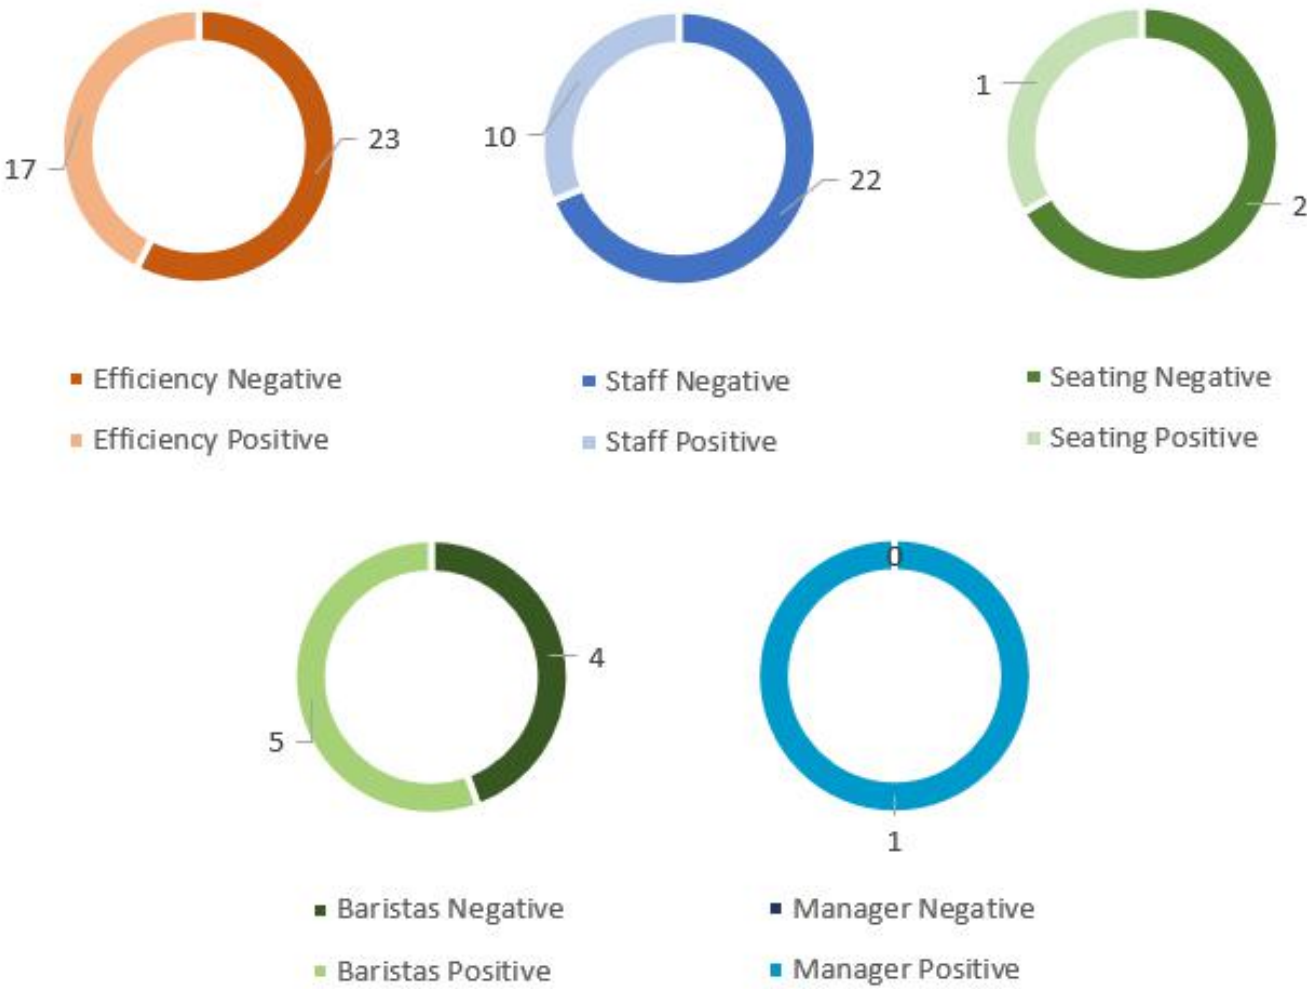 17
23
10
22
1
2
Efficiency Negative
Efficiency Positive
Staff Negative
Staff Positive
Seating Negative
Seating Positive
5
4
0
1
Baristas Negative
Baristas Positive
Manager Negative
Manager Positive